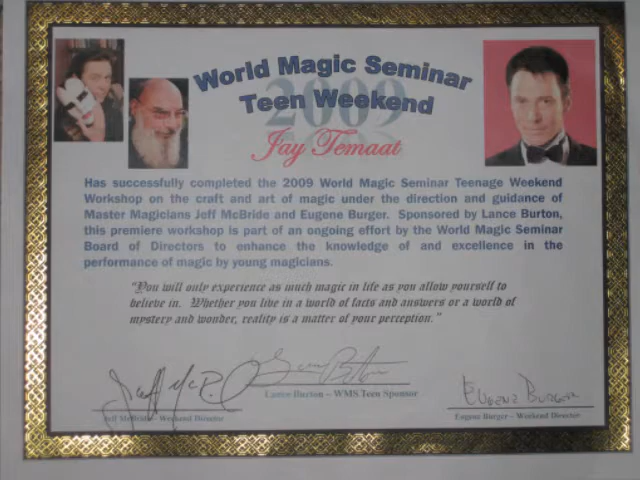 World Magic Seminar
Teen Weekend
2009
Jay Temaat
Has successfully completed the 2009 World Magic Seminar Teenage Weekend
Workshop on the craft and art of magic under the direction and guidance of
Master Magicians Jeff McBride and Eugene Burger. Sponsored by Lance Burton,
this premiere workshop is part of an ongoing effort by the World Magic Seminar
Board of Directors to enhance the knowledge of and excellence in the
performance of magic by young magicians.
"You will only experience as much magic in life as you allow yourself to
believe in. Whether you live in a world of facts and answers or a world of
mystery and wonder, reality is a matter of your perception."
Eugene Burger
Lance Burton – WMS Teen Sponsor
Jeff McBride – Weekend Director
Eugene Burger – Weekend Director